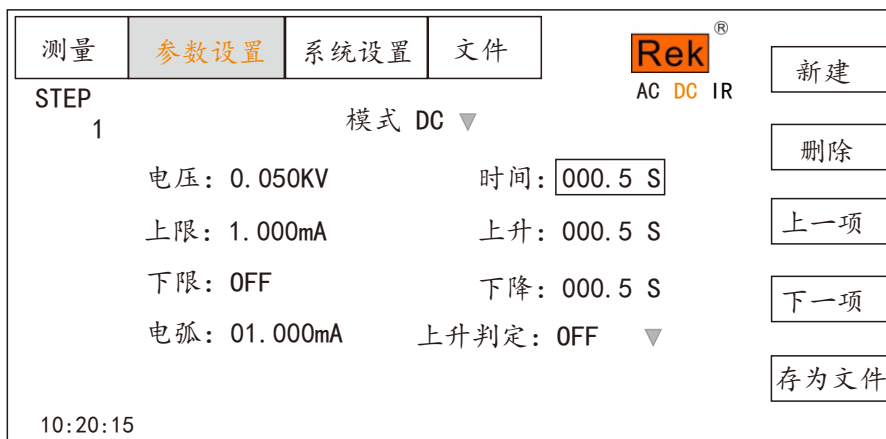 测量 参数设置 系统设置 文件 Rek®
AC DC IR
STEP
1
模式 DC ▼
电压: 0.050KV 时间: 000.5 S
上限: 1.000mA 上升: 000.5 S
下限: OFF 下降: 000.5 S
电弧: 01.000mA 上升判定: OFF ▼
10:20:15
新建
删除
上一项
下一项
存为文件